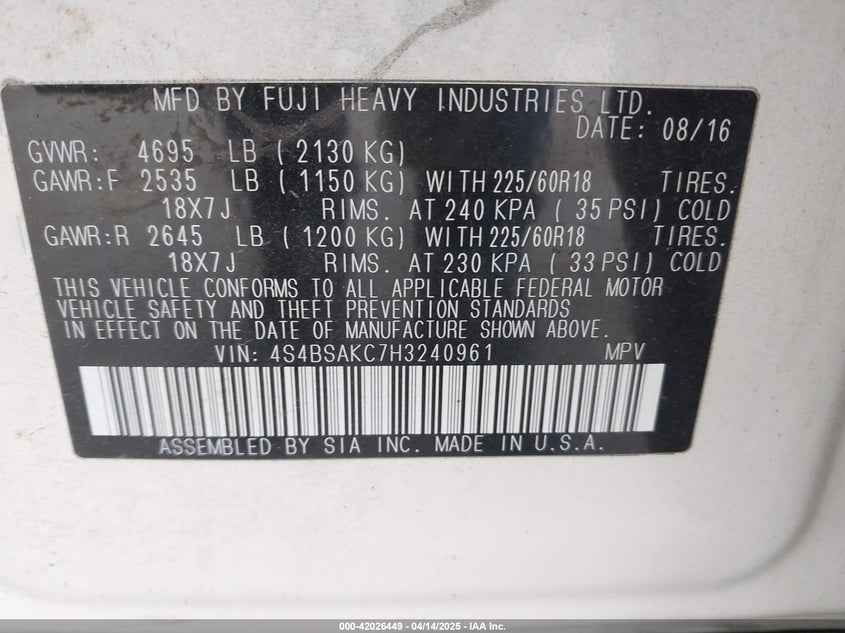 MFD BY FUJI HEAVY INDUSTRIES LTD.
DATE: 08/16
GVWR: 4695 LB ( 2130 KG)
GAWR:F 2535 LB ( 1150 KG) WITH 225/60R18 TIRES.
18X7J RIMS. AT 240 KPA ( 35 PSI) COLD
GAWR:R 2645 LB ( 1200 KG) WITH 225/60R18 TIRES.
18X7J RIMS. AT 230 KPA ( 33 PSI) COLD
THIS VEHICLE CONFORMS TO ALL APPLICABLE FEDERAL MOTOR
VEHICLE SAFETY AND THEFT PREVENTION STANDARDS
IN EFFECT ON THE DATE OF MANUFACTURE SHOWN ABOVE.
VIN: 4S4BSAKC7H3240961 MPV
ASSEMBLED BY SIA INC. MADE IN U.S.A.
000-42026449 - 04/14/2025 - IAA Inc.